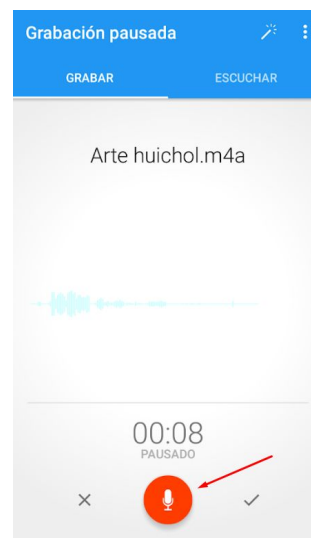 Grabación pausada
GRABAR ESCUCHAR
Arte huichol.m4a
00:08
PAUSADO